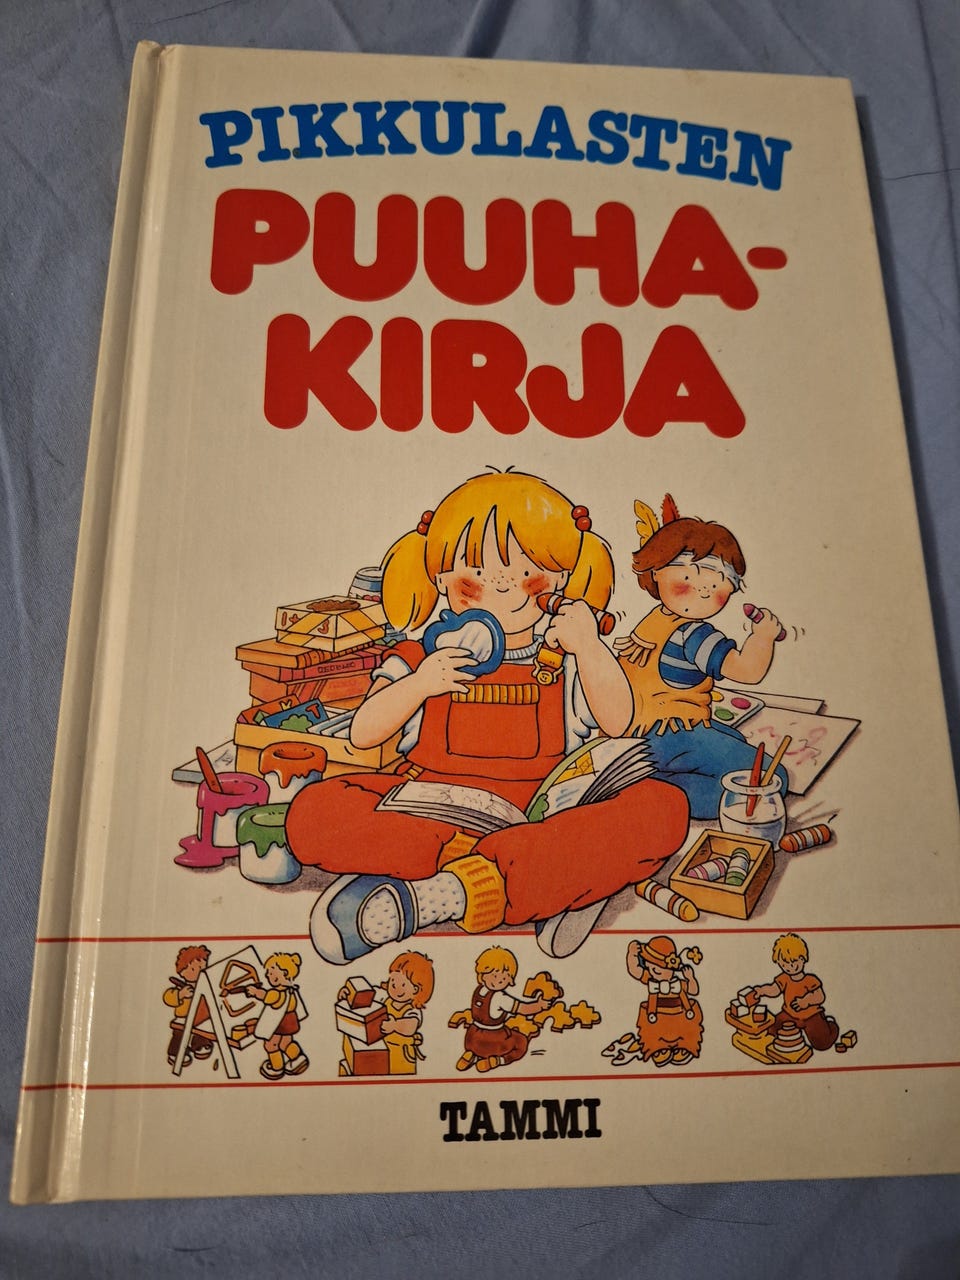 PIKKULASTEN
PUUHA-
KIRJA
TAMMI